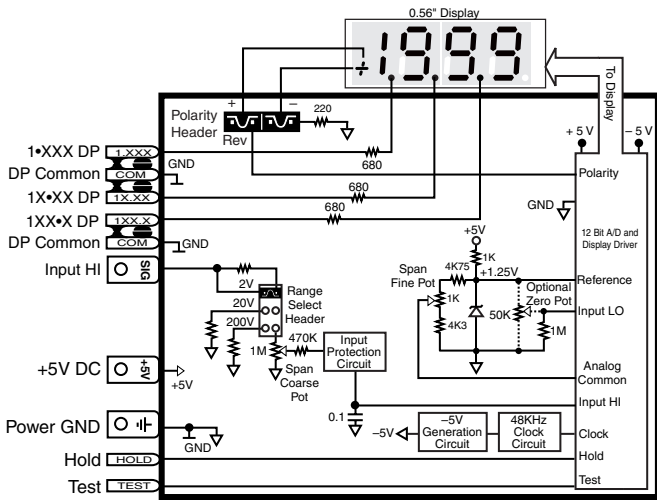 0.56" Display
+ 1999
To Display
+ −
Polarity
Header
Rev
220
+ 5 V − 5 V
1•XXX DP 1.XXX
GND
680
DP Common COM
Polarity
1X•XX DP 1X.XX
680
1XX•X DP 1XX.X
680
GND
DP Common COM
GND
12 Bit A/D and
Display Driver
Input HI SIG
+5V
1K
2V
Range
Select
Header
20V
200V
Span
Fine Pot
4K75
+1.25V
Reference
1K
Optional
Zero Pot
50K
Input LO
4K3
1M
470K
1M
Input
Protection
Circuit
Span
Coarse
Pot
+5V DC +5V
+5V
Analog
Common
Input HI
0.1
Power GND
GND
−5V
−5V
Generation
Circuit
48KHz
Clock
Circuit
Clock
Hold HOLD
Hold
Test TEST
Test